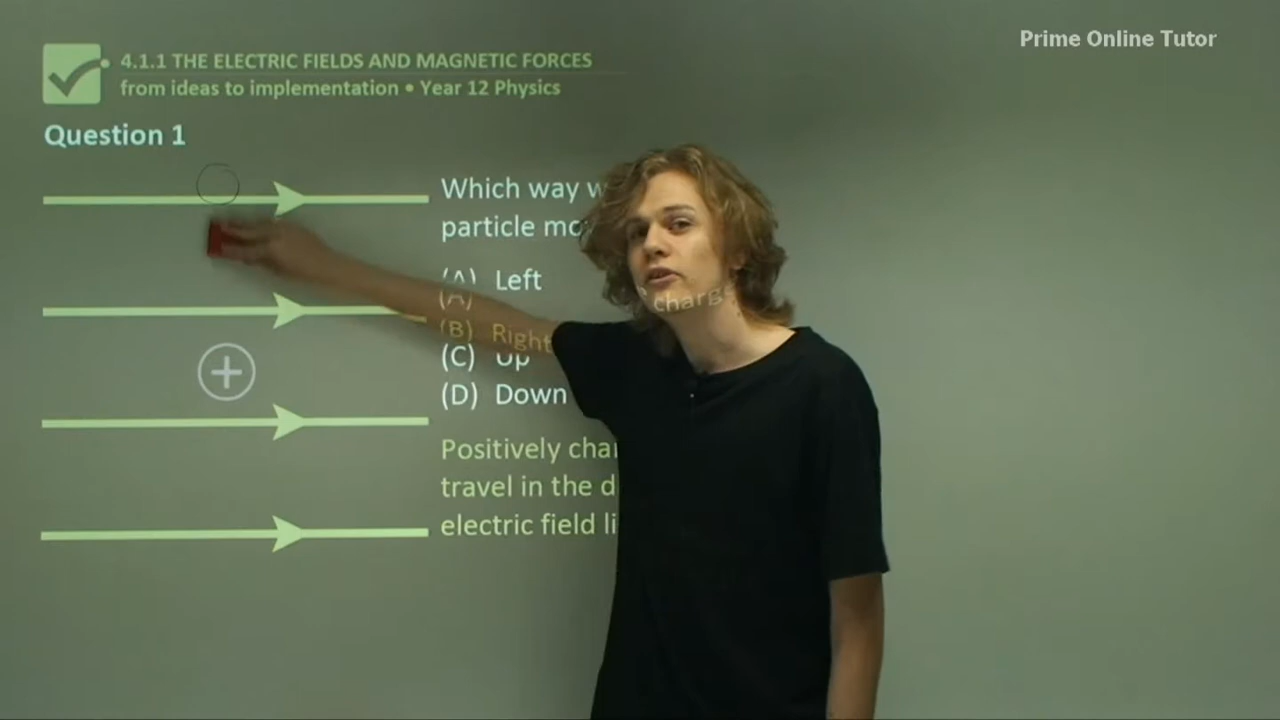 Prime Online Tutor
4.1.1 THE ELECTRIC FIELDS AND MAGNETIC FORCES
from ideas to implementation • Year 12 Physics
Question 1
Which way w
particle mo
(A) Left
(A)
charge
(B) Right
(C) Up
(D) Down
Positively char
travel in the d
electric field li
+